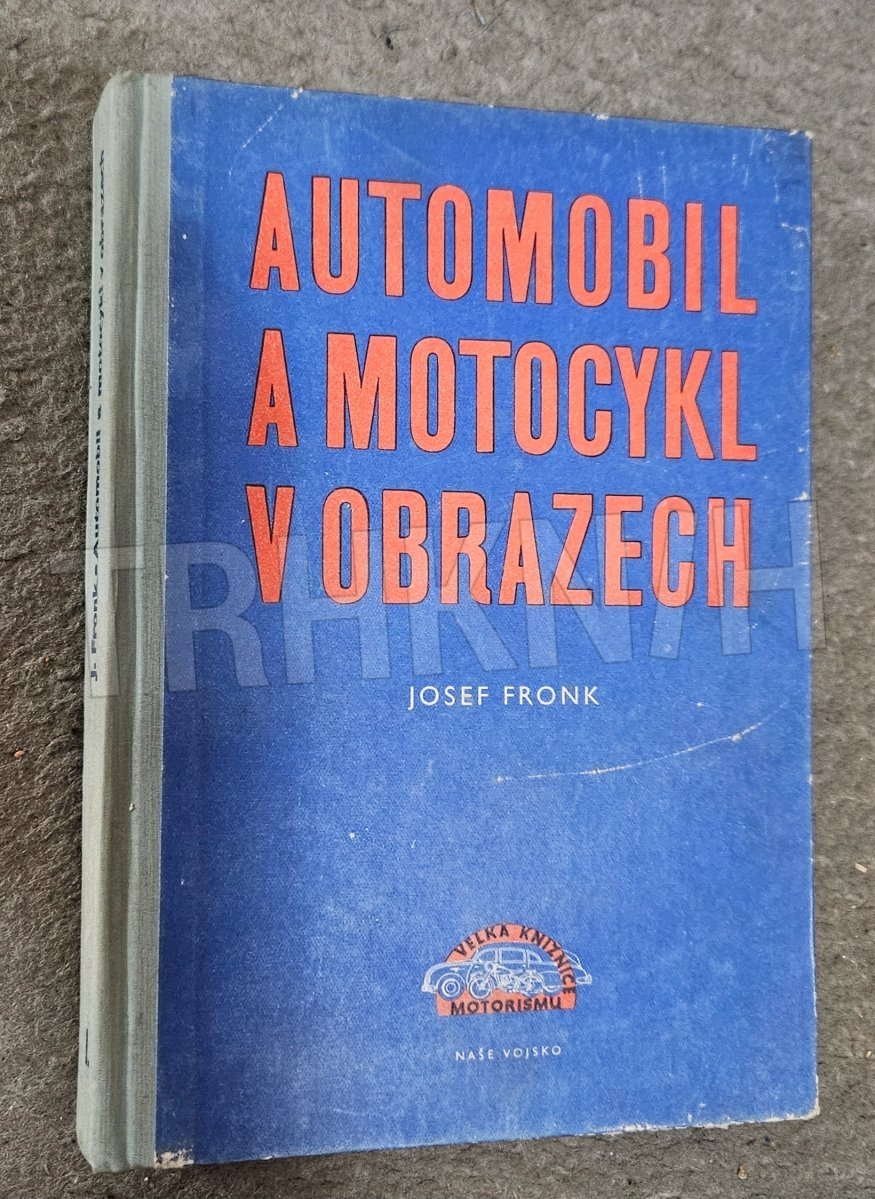 AUTOMOBIL
A MOTOCYKL
V OBRAZECH
JOSEF FRONK
VELKÁ KNIŽNICE
MOTORISMU
NAŠE VOJSKO
J. Fronk - Automobil a motocykl v obrazech
TRHKNIH